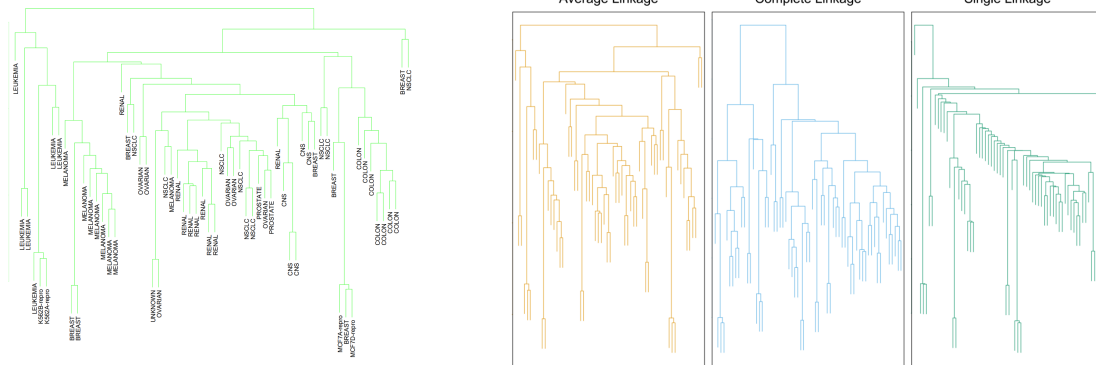 Average Linkage
Complete Linkage
Single Linkage
LEUKEMIA
LEUKEMIA
LEUKEMIA
LEUKEMIA
K562B-repro
K562A-repro
LEUKEMIA
LEUKEMIA
MELANOMA
BREAST
BREAST
MELANOMA
MELANOMA
MELANOMA
MELANOMA
MELANOMA
MELANOMA
MELANOMA
RENAL
BREAST
NSCLC
OVARIAN
OVARIAN
UNKNOWN
OVARIAN
NSCLC
MELANOMA
RENAL
RENAL
RENAL
RENAL
RENAL
RENAL
RENAL
NSCLC
OVARIAN
OVARIAN
NSCLC
NSCLC
NSCLC
PROSTATE
OVARIAN
PROSTATE
RENAL
CNS
CNS
CNS
CNS
CNS
BREAST
NSCLC
NSCLC
BREAST
MCF7A-repro
BREAST
MCF7D-repro
COLON
COLON
COLON
COLON
COLON
COLON
COLON
BREAST
NSCLC